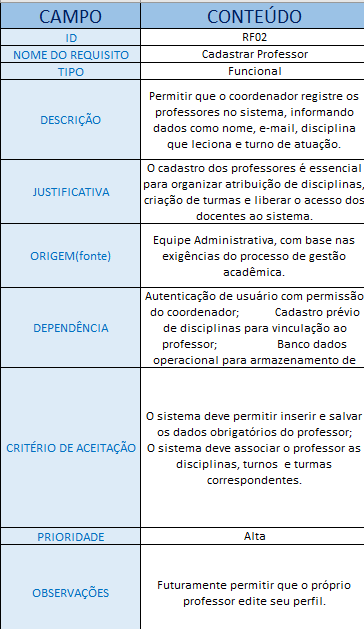 CAMPO CONTEÚDO
ID RF02
NOME DO REQUISITO Cadastrar Professor
TIPO Funcional
DESCRIÇÃO
Permitir que o coordenador registre os
professores no sistema, informando
dados como nome, e-mail, disciplina
que leciona e turno de atuação.
JUSTIFICATIVA
O cadastro dos professores é essencial
para organizar atribuição de disciplinas,
criação de turmas e liberar o acesso dos
docentes ao sistema.
ORIGEM(fonte)
Equipe Administrativa, com base nas
exigências do processo de gestão
acadêmica.
DEPENDÊNCIA
Autenticação de usuário com permissão
do coordenador; Cadastro prévio
de disciplinas para vinculação ao
professor; Banco dados
operacional para armazenamento de
CRITÉRIO DE ACEITAÇÃO
O sistema deve permitir inserir e salvar
os dados obrigatórios do professor;
O sistema deve associar o professor as
disciplinas, turnos e turmas
correspondentes.
PRIORIDADE Alta
OBSERVAÇÕES
Futuramente permitir que o próprio
professor edite seu perfil.